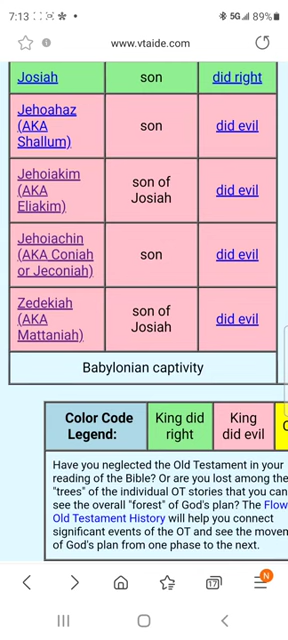 7:13
5G 89%
www.vtaide.com
Josiah son did right
Jehoahaz
(AKA
Shallum)
son
did evil
Jehoiakim
(AKA
Eliakim)
son of
Josiah
did evil
Jehoiachin
(AKA Coniah
or Jeconiah)
son
did evil
Zedekiah
(AKA
Mattaniah)
son of
Josiah
did evil
Babylonian captivity
Color Code
Legend:
King did
right
King
did evil
Have you neglected the Old Testament in your
reading of the Bible? Or are you lost among the
"trees" of the individual OT stories that you can
see the overall "forest" of God's plan? The Flow
Old Testament History will help you connect
significant events of the OT and see the movem
of God's plan from one phase to the next.
17
N